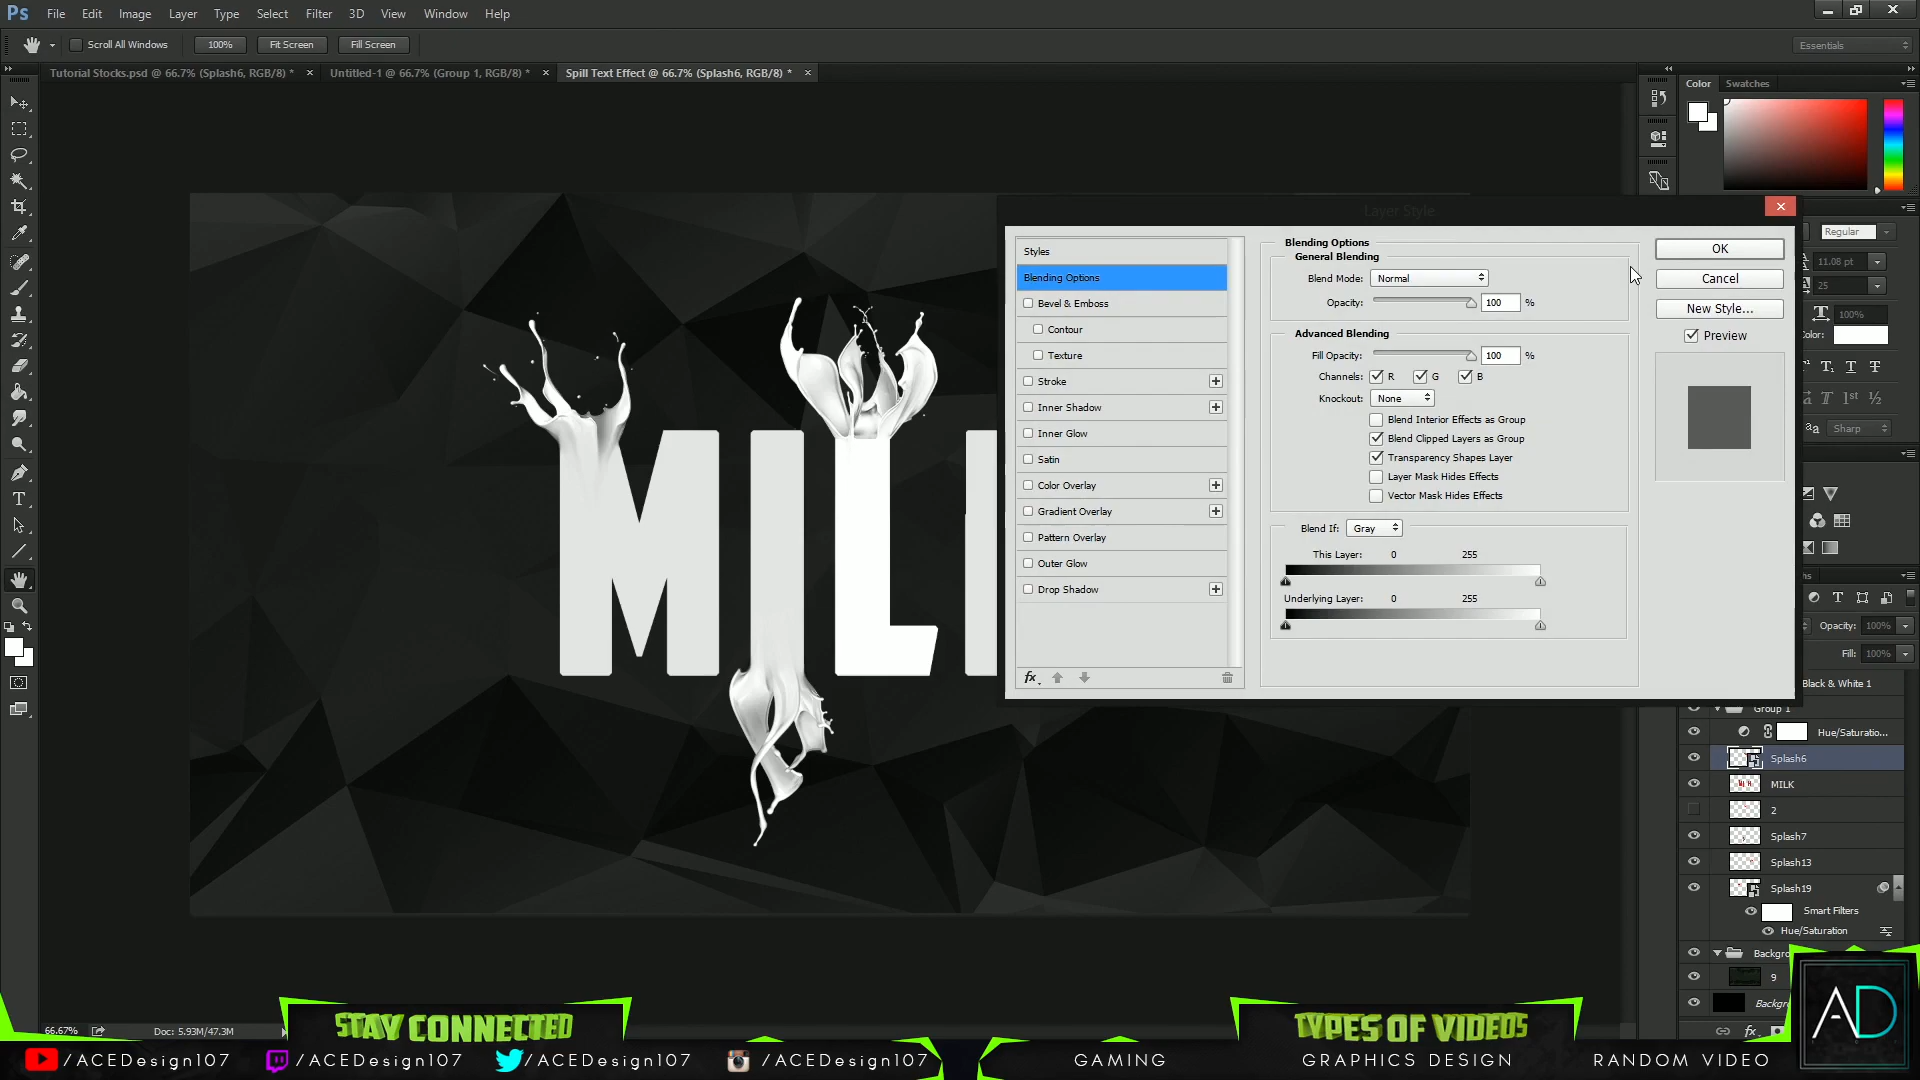 Ps File Edit Image Layer Type Select Filter 3D View Window Help
Scroll All Windows 100% Fit Screen Fill Screen Essentials
Tutorial Stocks.psd @ 66.7% (Splash6, RGB/8) * × Untitled-1 @ 66.7% (Group 1, RGB/8) * × Spill Text Effect @ 66.7% (Splash6, RGB/8) * ×
Color Swatches
Layer Style
Styles
Blending Options
Bevel & Emboss
Contour
Texture
Stroke
Inner Shadow
Inner Glow
Satin
Color Overlay
Gradient Overlay
Pattern Overlay
Outer Glow
Drop Shadow
fx
Blending Options
General Blending
Blend Mode: Normal
Opacity: 100 %
Advanced Blending
Fill Opacity: 100 %
Channels: R G B
Knockout: None
Blend Interior Effects as Group
Blend Clipped Layers as Group
Transparency Shapes Layer
Layer Mask Hides Effects
Vector Mask Hides Effects
Blend If: Gray
This Layer: 0 255
Underlying Layer: 0 255
OK
Cancel
New Style...
Preview
Regular
11.08 pt
25
100%
Color:
Sharp
Opacity: 100%
Fill: 100%
Black & White 1
Group 1
Hue/Saturatio...
Splash6
MILK
2
Splash7
Splash13
Splash19
Smart Filters
Hue/Saturation
Backgro
9
Backgr
MIL
66.67% Doc: 5.93M/47.3M
STAY CONNECTED
/ACEDesign107 /ACEDesign107 /ACEDesign107 /ACEDesign107
TYPES OF VIDEOS
GAMING GRAPHICS DESIGN RANDOM VIDEO
AD